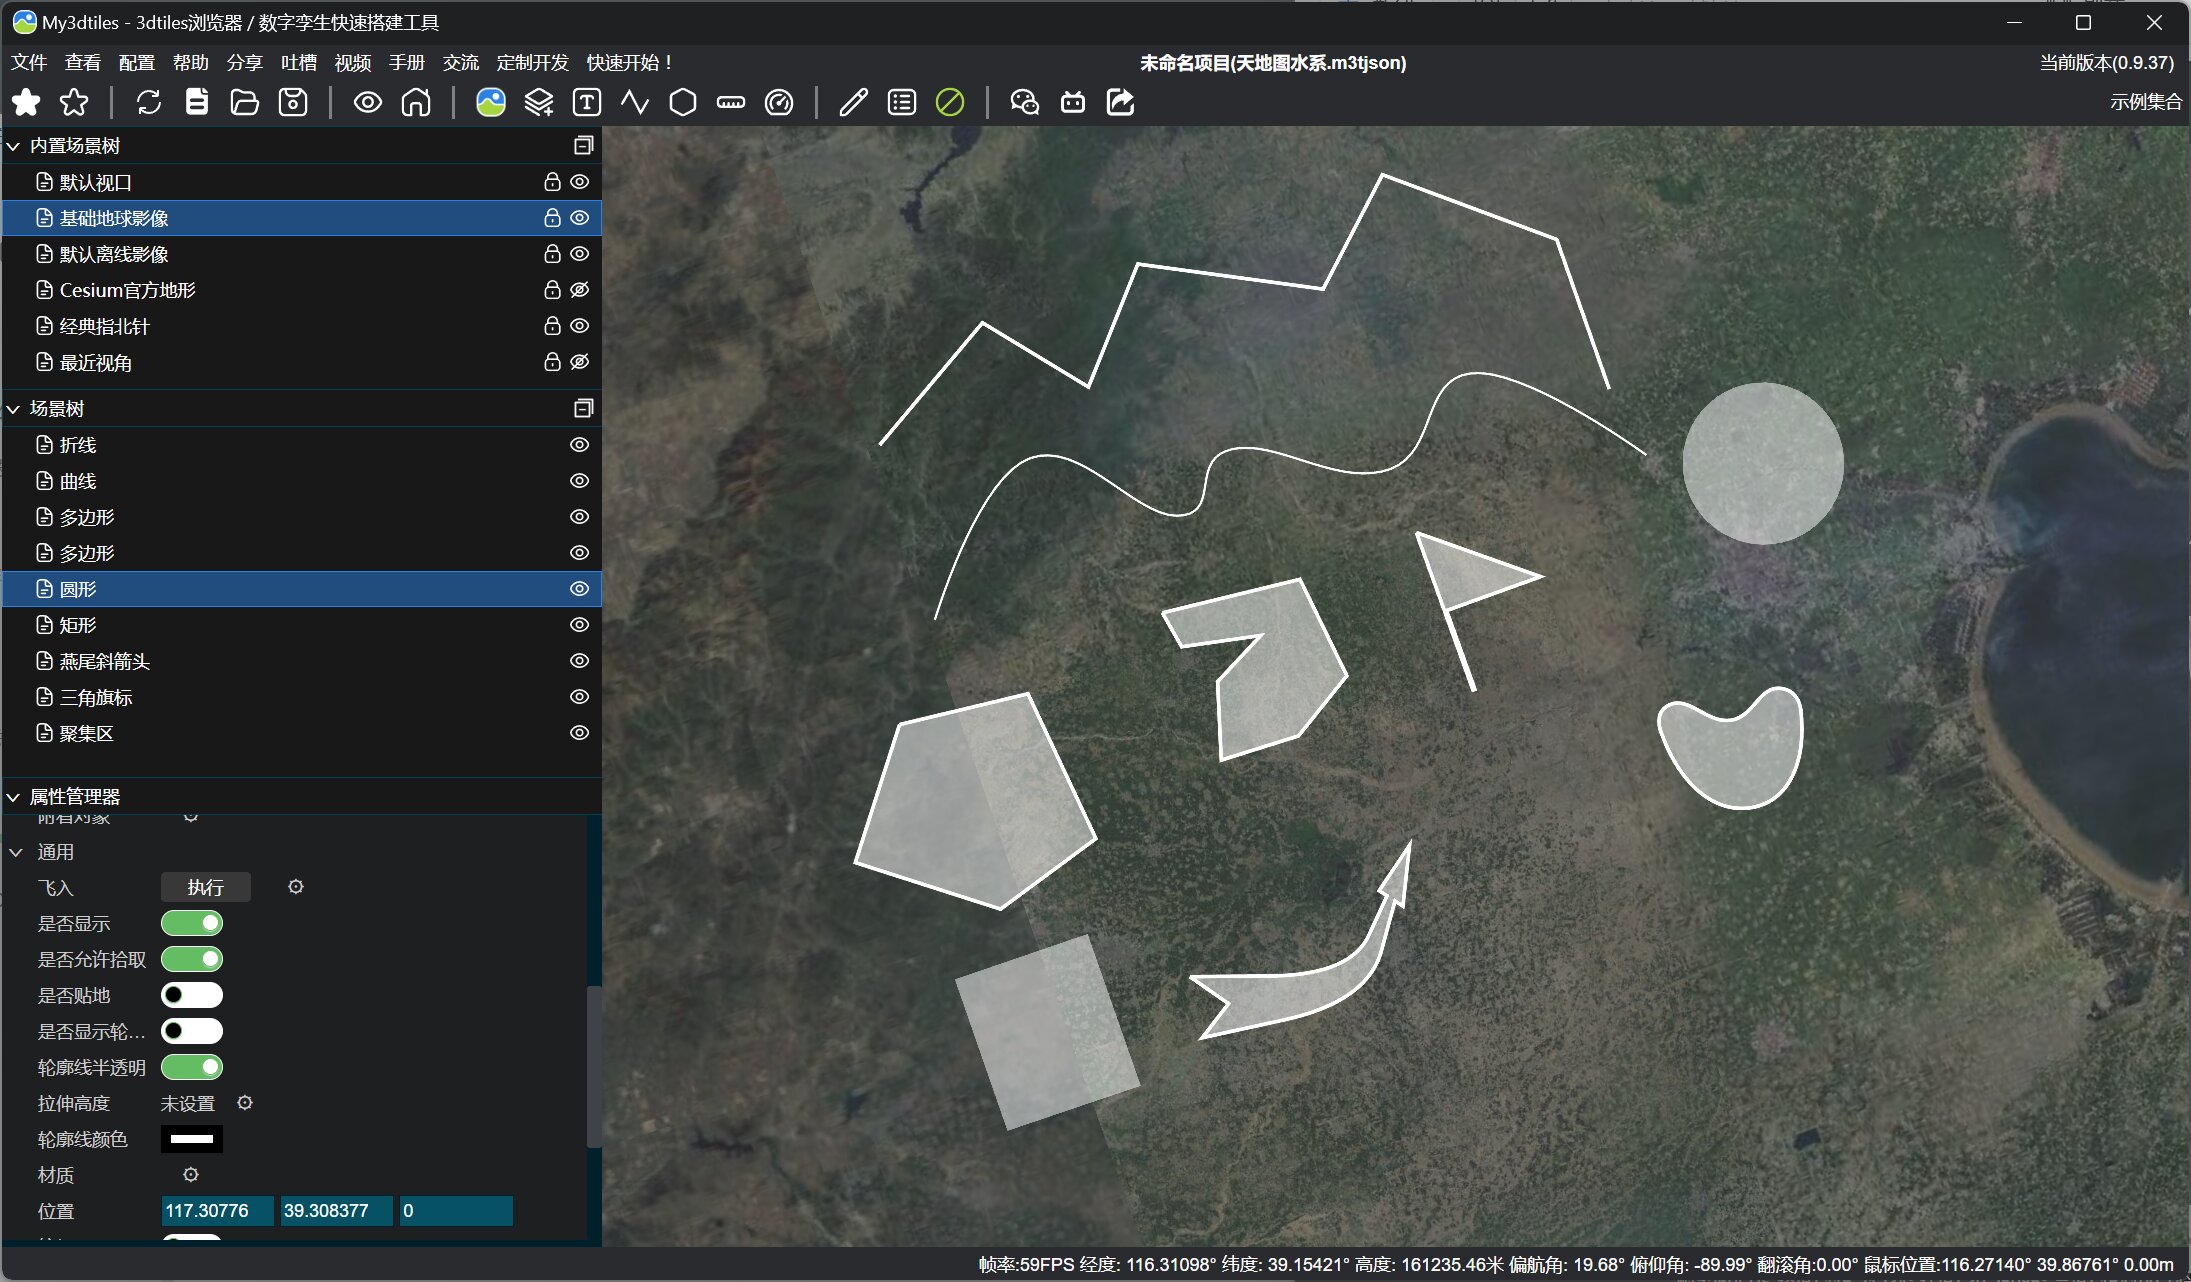 My3dtiles - 3dtiles浏览器 / 数字孪生快速搭建工具
文件 查看 配置 帮助 分享 吐槽 视频 手册 交流 定制开发 快速开始！ 未命名项目(天地图水系.m3tjson) 当前版本(0.9.37)
示例集合
内置场景树
默认视口
基础地球影像
默认离线影像
Cesium官方地形
经典指北针
最近视角
场景树
折线
曲线
多边形
多边形
圆形
矩形
燕尾斜箭头
三角旗标
聚集区
属性管理器
附着对象
通用
飞入 执行
是否显示
是否允许拾取
是否贴地
是否显示轮...
轮廓线半透明
拉伸高度 未设置
轮廓线颜色
材质
位置 117.30776 39.308377 0
帧率:59FPS 经度: 116.31098° 纬度: 39.15421° 高度: 161235.46米 偏航角: 19.68° 俯仰角: -89.99° 翻滚角:0.00° 鼠标位置:116.27140° 39.86761° 0.00m